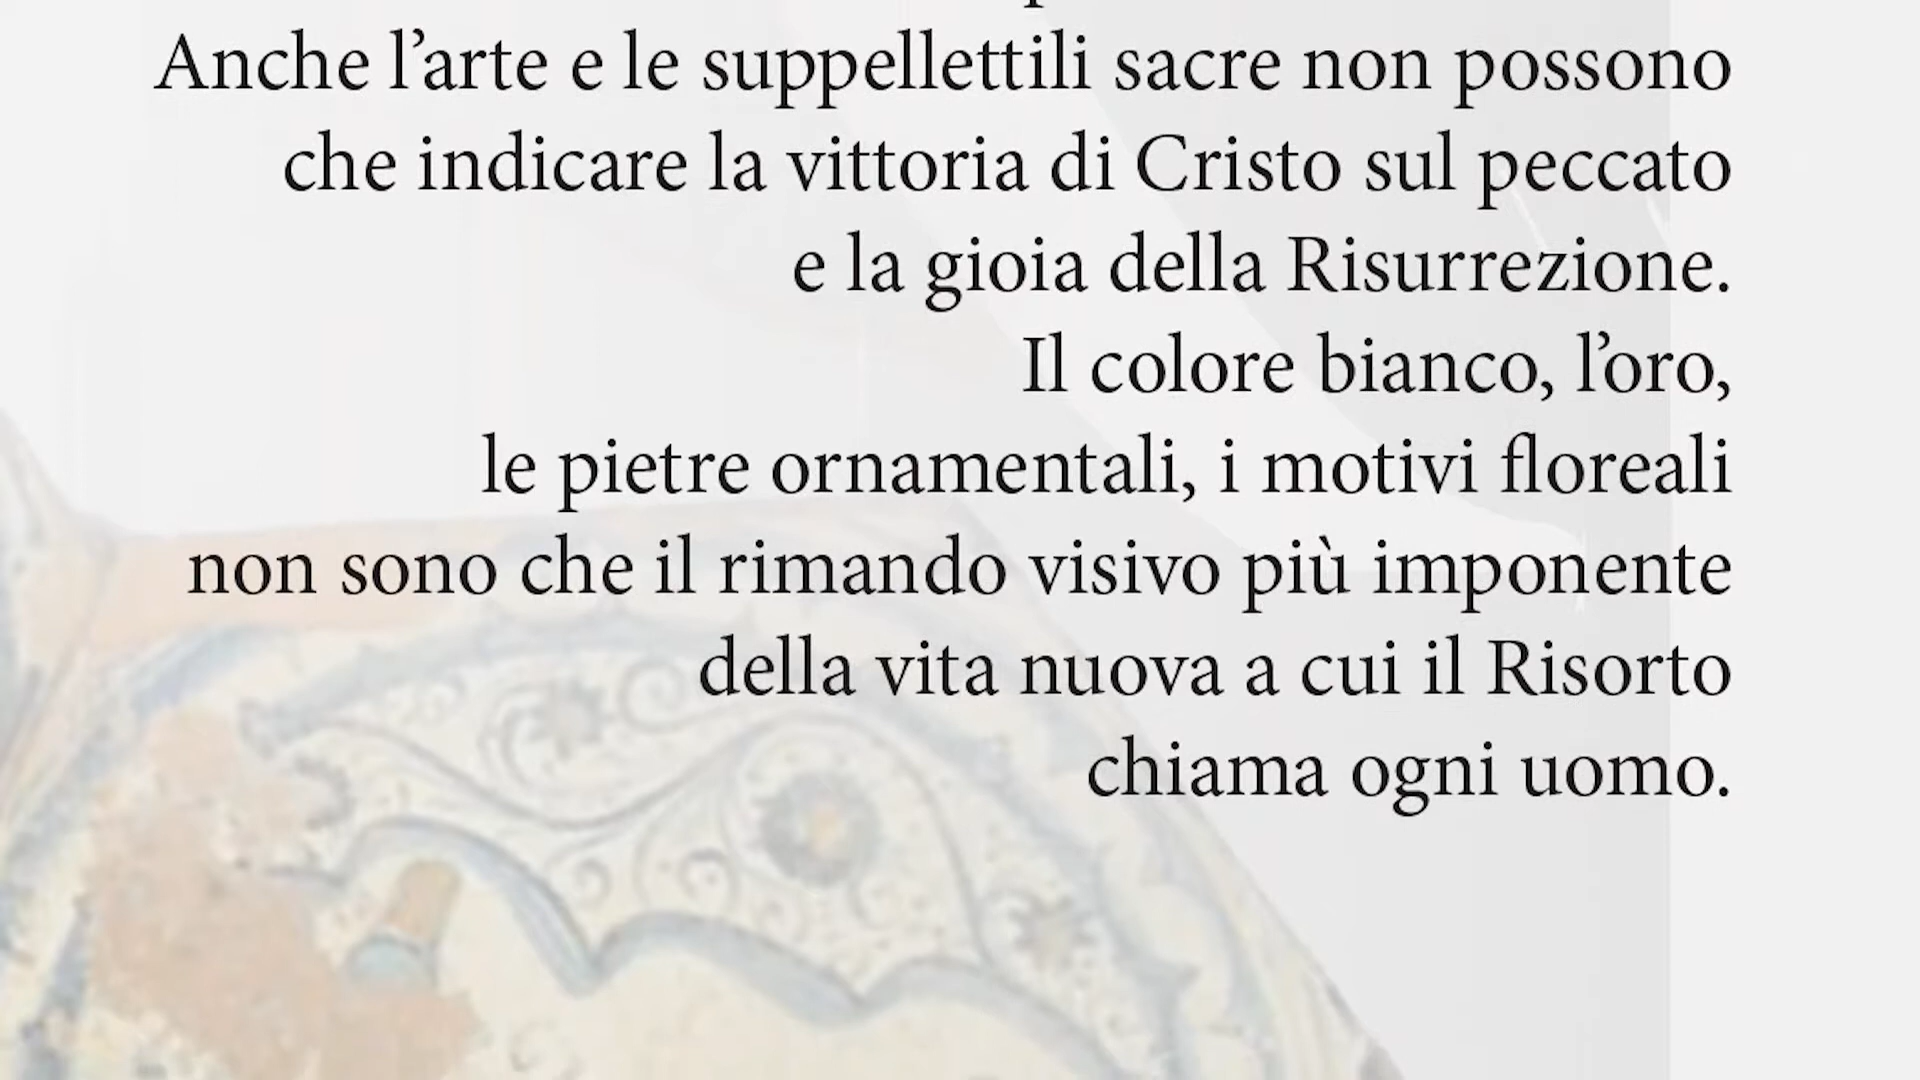 Anche l’arte e le suppellettili sacre non possono
che indicare la vittoria di Cristo sul peccato
e la gioia della Risurrezione.
Il colore bianco, l’oro,
le pietre ornamentali, i motivi floreali
non sono che il rimando visivo più imponente
della vita nuova a cui il Risorto
chiama ogni uomo.